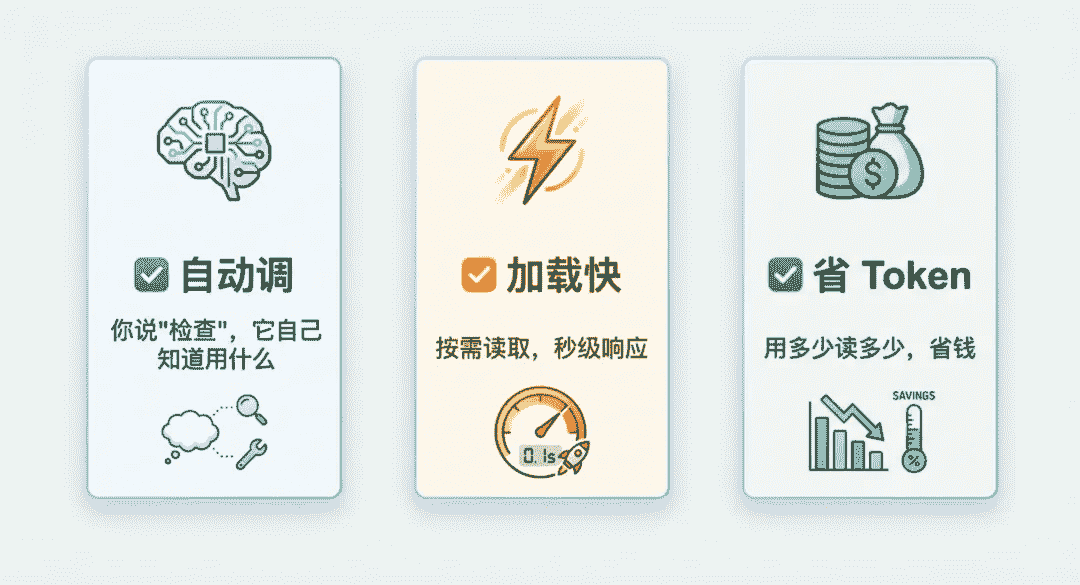 自动调
你说"检查"，它自己
知道用什么
加载快
按需读取，秒级响应
0.1s
省 Token
用多少读多少，省钱
SAVINGS
%
$